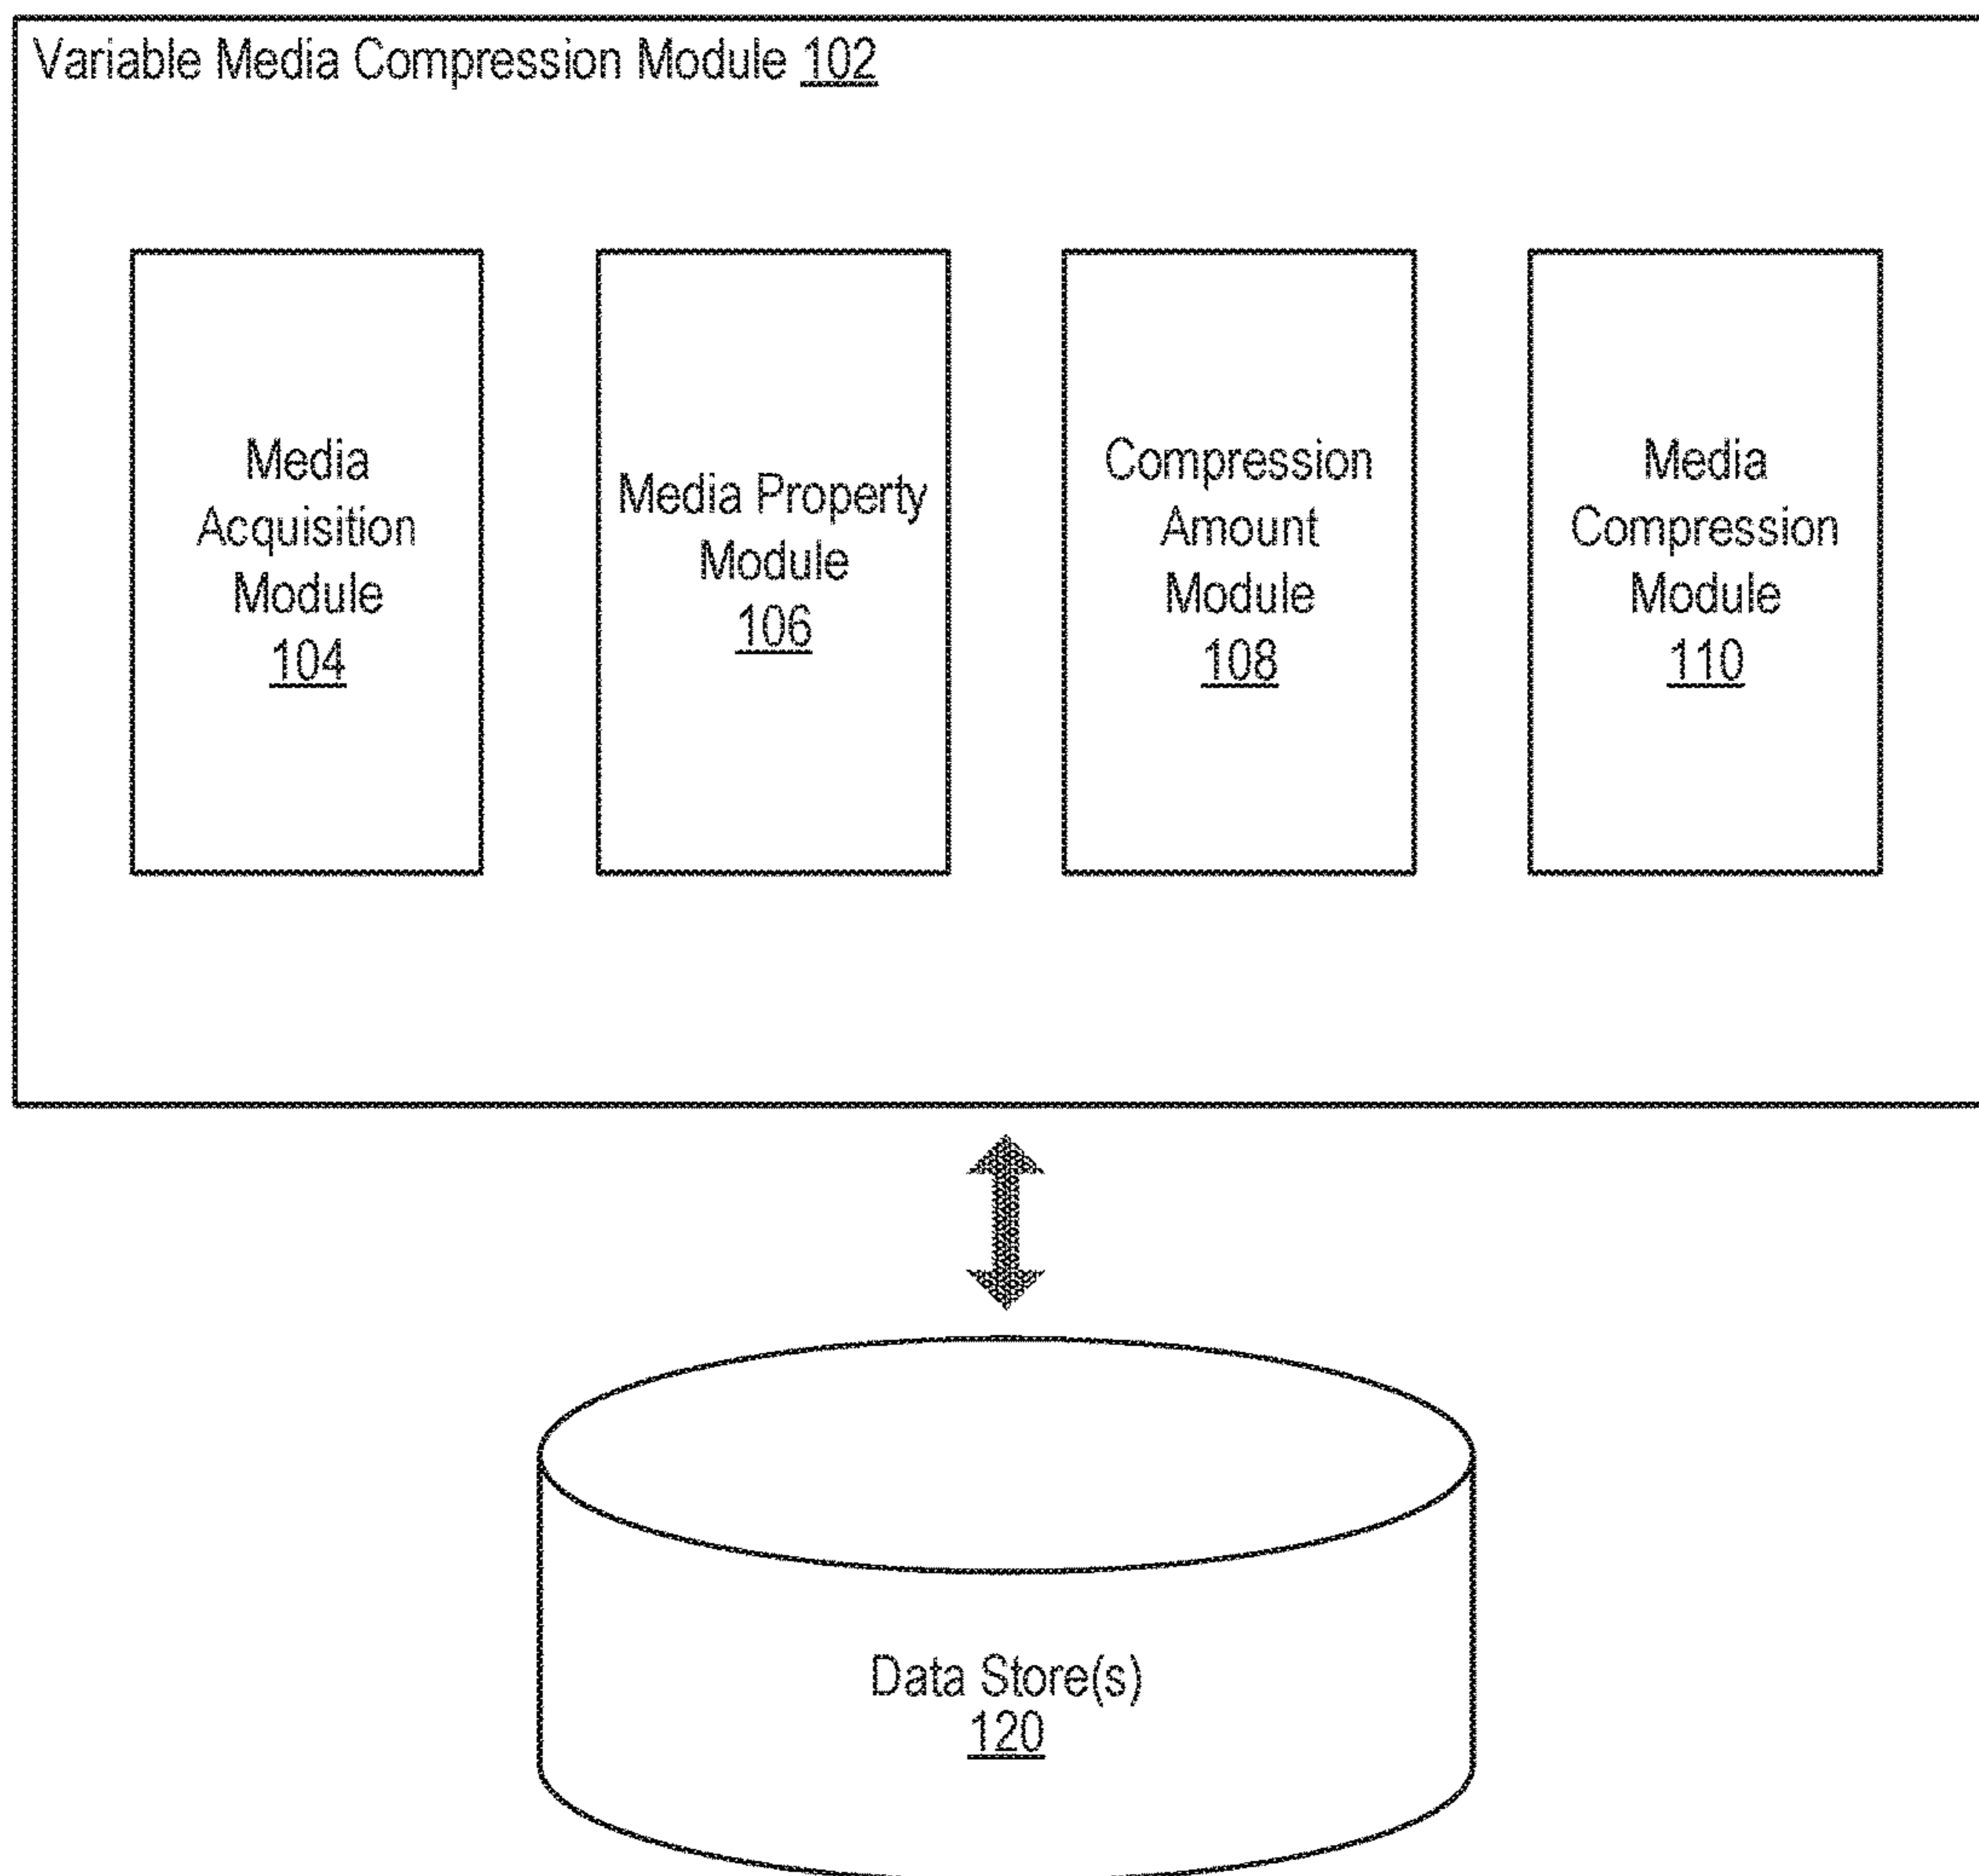 Variable Media Compression Module 102
Media
Acquisition
Module
104
Media Property
Module
106
Compression
Amount
Module
108
Media
Compression
Module
110
Data Store(s)
120